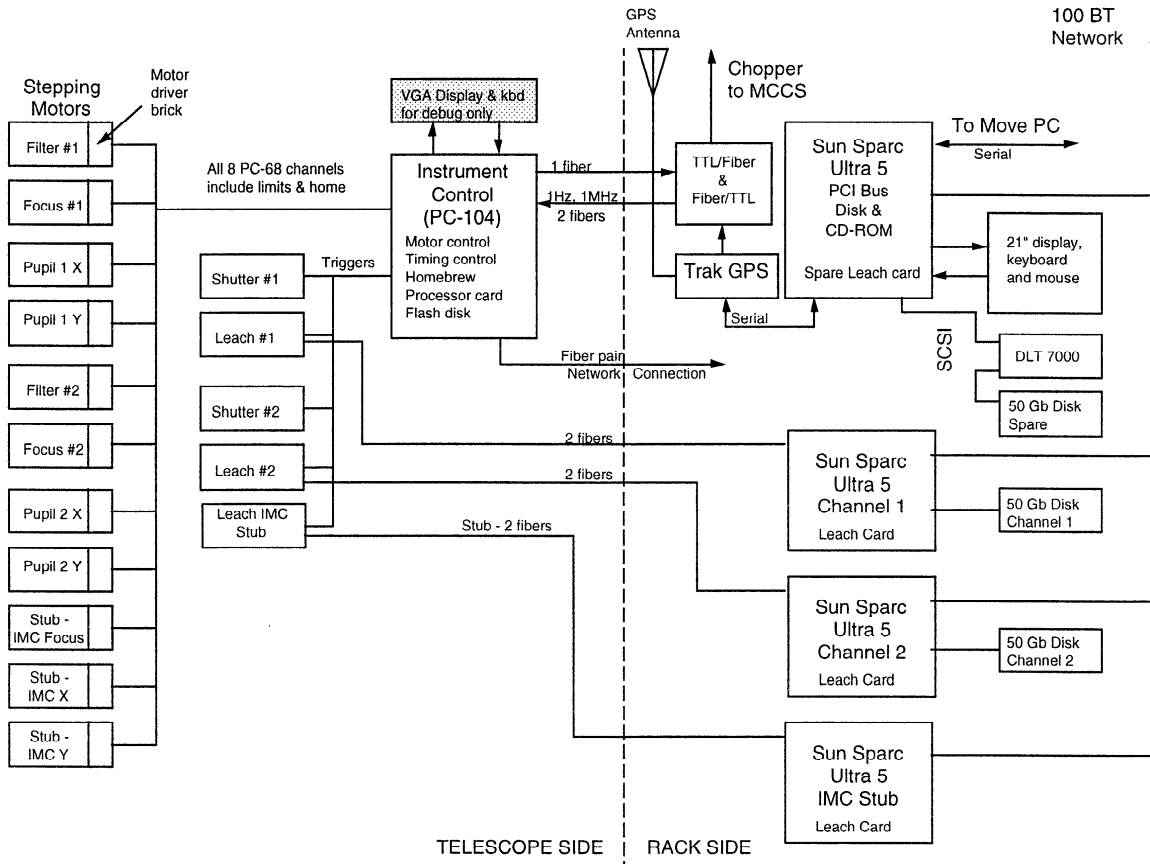 GPS
Antenna
100 BT
Network
Stepping
Motors
Motor
driver
brick
VGA Display & kbd
for debug only
Chopper
to MCCS
Filter #1
Focus #1
Pupil 1 X
Pupil 1 Y
Filter #2
Focus #2
Pupil 2 X
Pupil 2 Y
Stub -
IMC Focus
Stub -
IMC X
Stub -
IMC Y
All 8 PC-68 channels
include limits & home
Instrument
Control
(PC-104)
Motor control
Timing control
Homebrew
Processor card
Flash disk
1 fiber
1Hz, 1MHz
2 fibers
TTL/Fiber
&
Fiber/TTL
Trak GPS
Serial
Sun Sparc
Ultra 5
PCI Bus
Disk &
CD-ROM
Spare Leach card
To Move PC
Serial
21" display,
keyboard
and mouse
SCSI
DLT 7000
50 Gb Disk
Spare
Triggers
Shutter #1
Leach #1
Shutter #2
Leach #2
Leach IMC
Stub
Fiber pair
Network Connection
2 fibers
2 fibers
Stub - 2 fibers
Sun Sparc
Ultra 5
Channel 1
Leach Card
50 Gb Disk
Channel 1
Sun Sparc
Ultra 5
Channel 2
Leach Card
50 Gb Disk
Channel 2
Sun Sparc
Ultra 5
IMC Stub
Leach Card
TELESCOPE SIDE
RACK SIDE